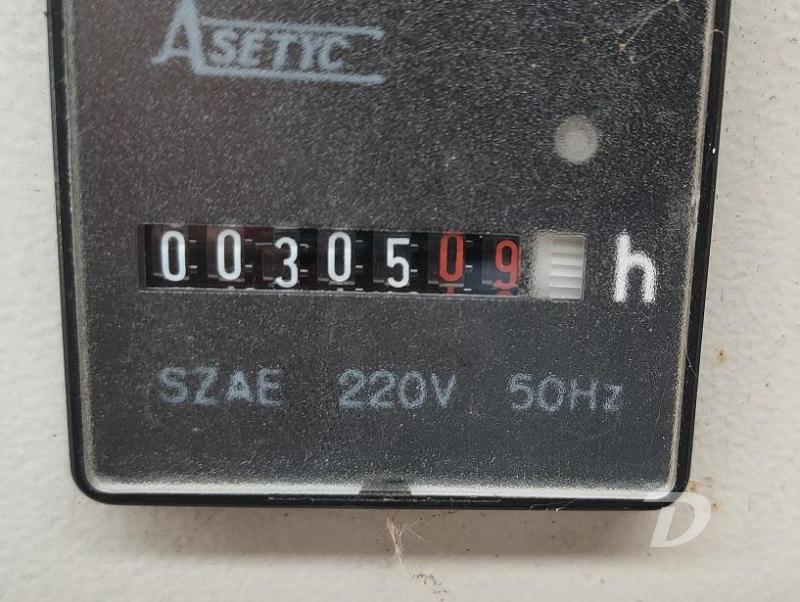 ASETYC
0030509 h
SZAE 220V 50Hz
D